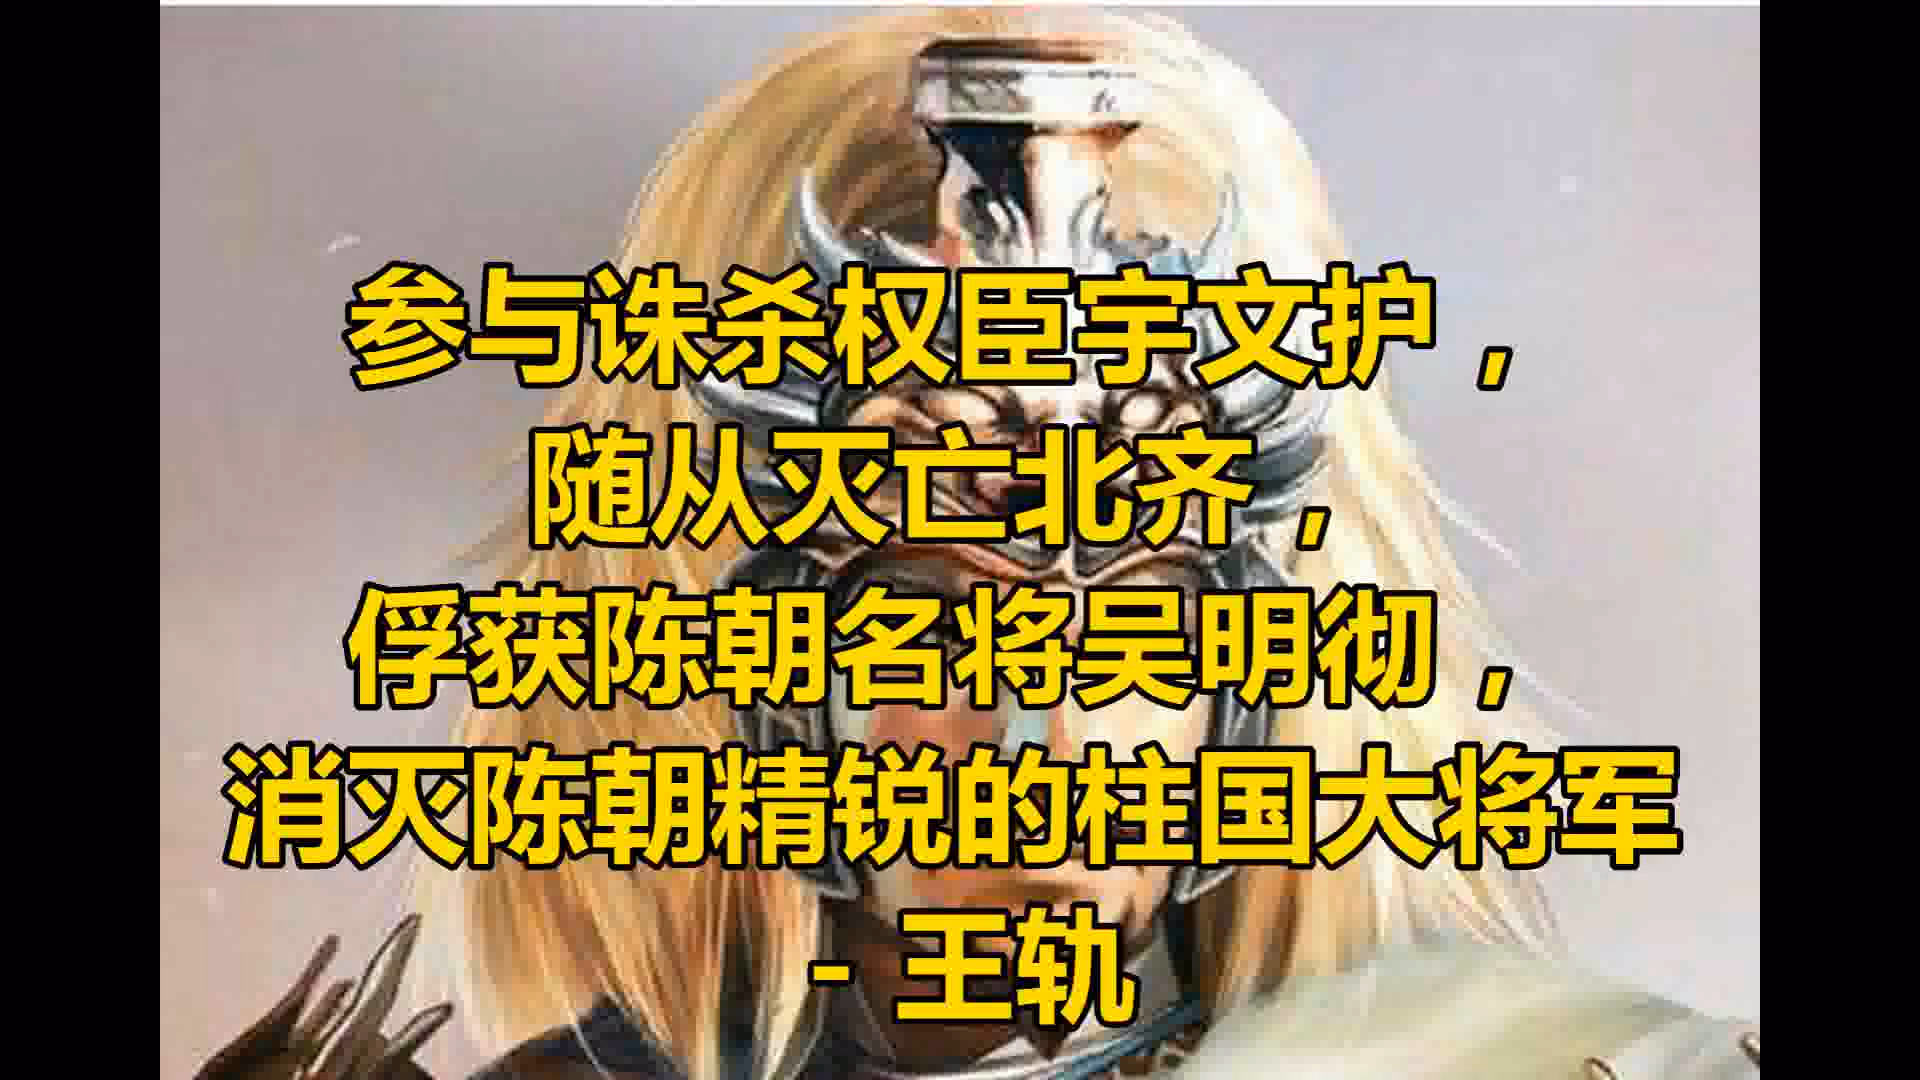 参与诛杀权臣宇文护，
随从灭亡北齐，
俘获陈朝名将吴明彻，
消灭陈朝精锐的柱国大将军
- 王轨